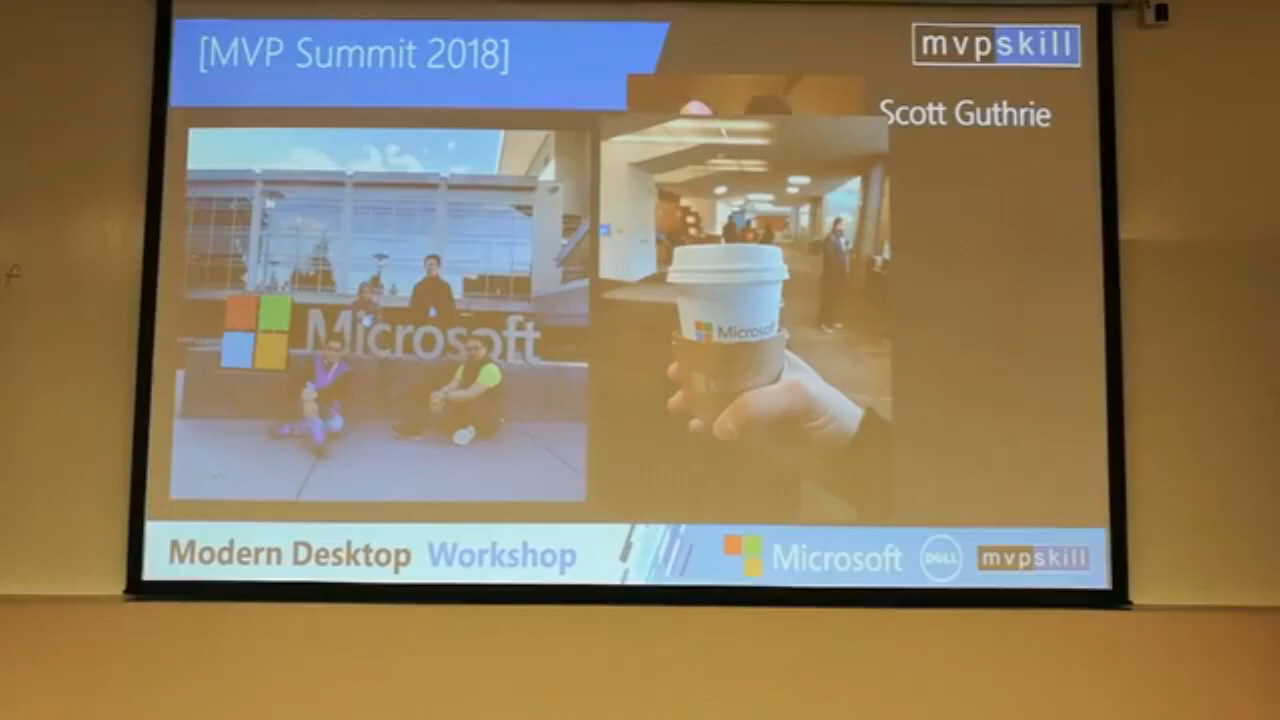 [MVP Summit 2018]
mvpskill
Scott Guthrie
Microsoft
Microsoft
Modern Desktop Workshop
Microsoft
DELL
mvpskill